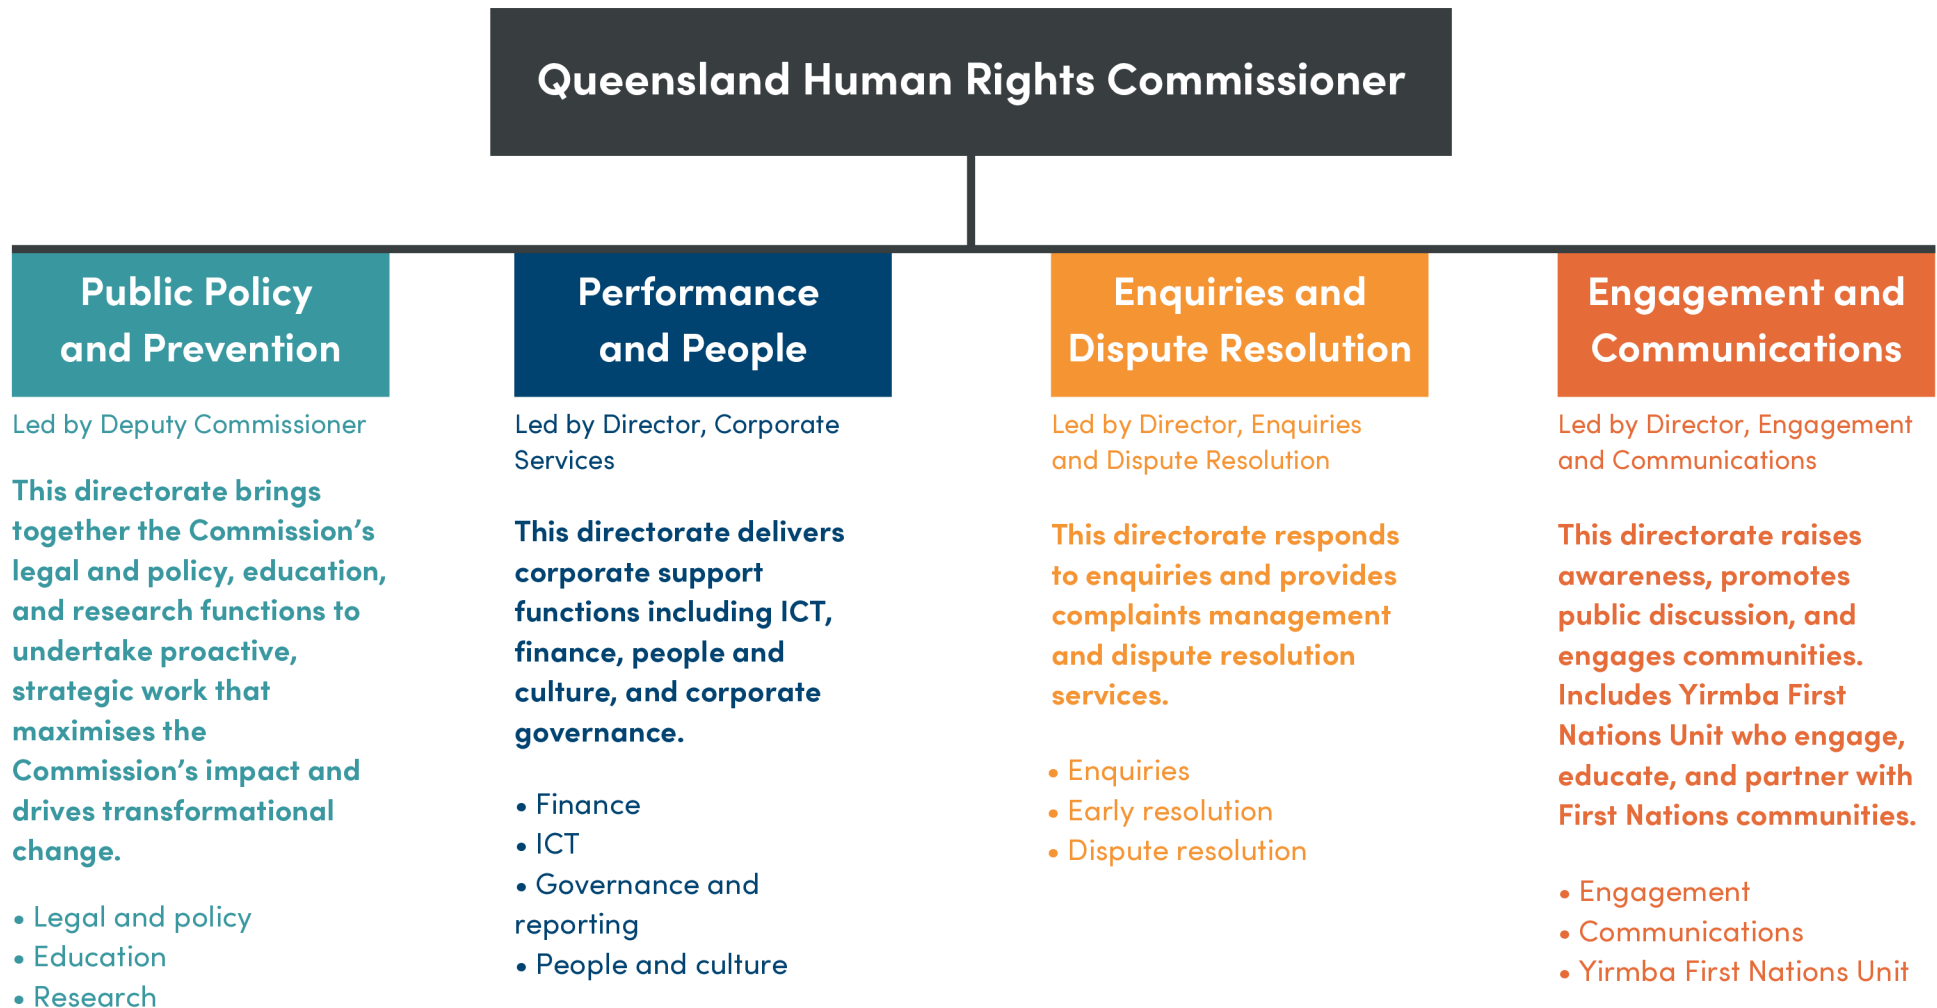 Queensland Human Rights Commissioner
Public Policy
and Prevention
Led by Deputy Commissioner
This directorate brings
together the Commission’s
legal and policy, education,
and research functions to
undertake proactive,
strategic work that
maximises the
Commission’s impact and
drives transformational
change.
• Legal and policy
• Education
• Research
Performance
and People
Led by Director, Corporate
Services
This directorate delivers
corporate support
functions including ICT,
finance, people and
culture, and corporate
governance.
• Finance
• ICT
• Governance and
reporting
• People and culture
Enquiries and
Dispute Resolution
Led by Director, Enquiries
and Dispute Resolution
This directorate responds
to enquiries and provides
complaints management
and dispute resolution
services.
• Enquiries
• Early resolution
• Dispute resolution
Engagement and
Communications
Led by Director, Engagement
and Communications
This directorate raises
awareness, promotes
public discussion, and
engages communities.
Includes Yirmba First
Nations Unit who engage,
educate, and partner with
First Nations communities.
• Engagement
• Communications
• Yirmba First Nations Unit